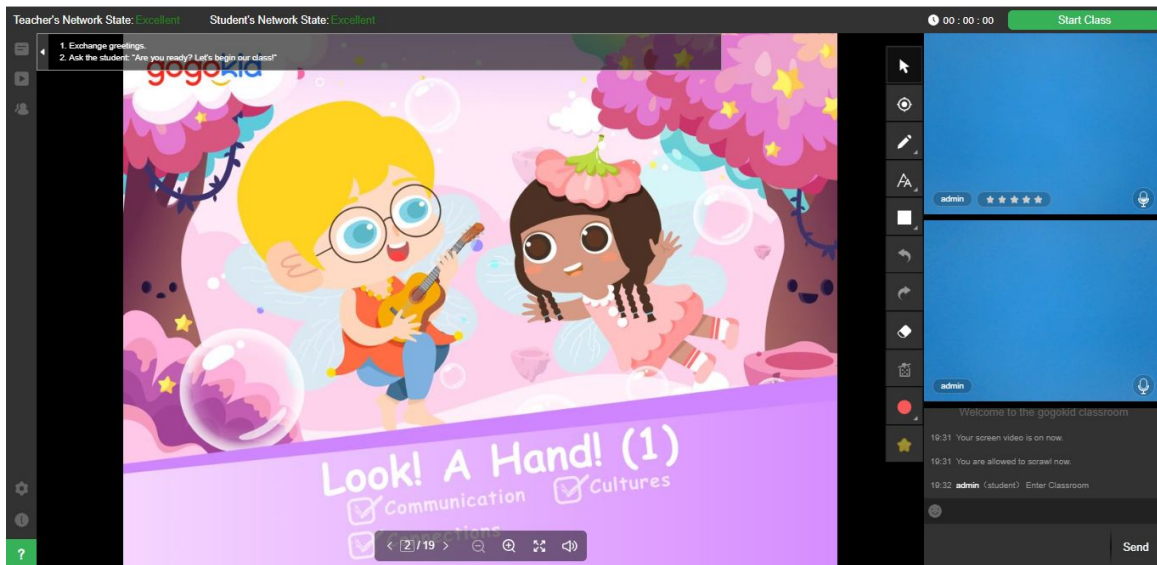 Teacher's Network State: Excellent Student's Network State: Excellent
00 : 00 : 00
Start Class
1. Exchange greetings.
2. Ask the student: "Are you ready? Let's begin our class!"
gogokid
admin
admin
Look! A Hand! (1)
Communication Cultures
Connections
2 / 19
Welcome to the gogokid classroom
19:31 Your screen video is on now.
19:31 You are allowed to scrawl now.
19:32 admin (student) Enter Classroom
?
Send